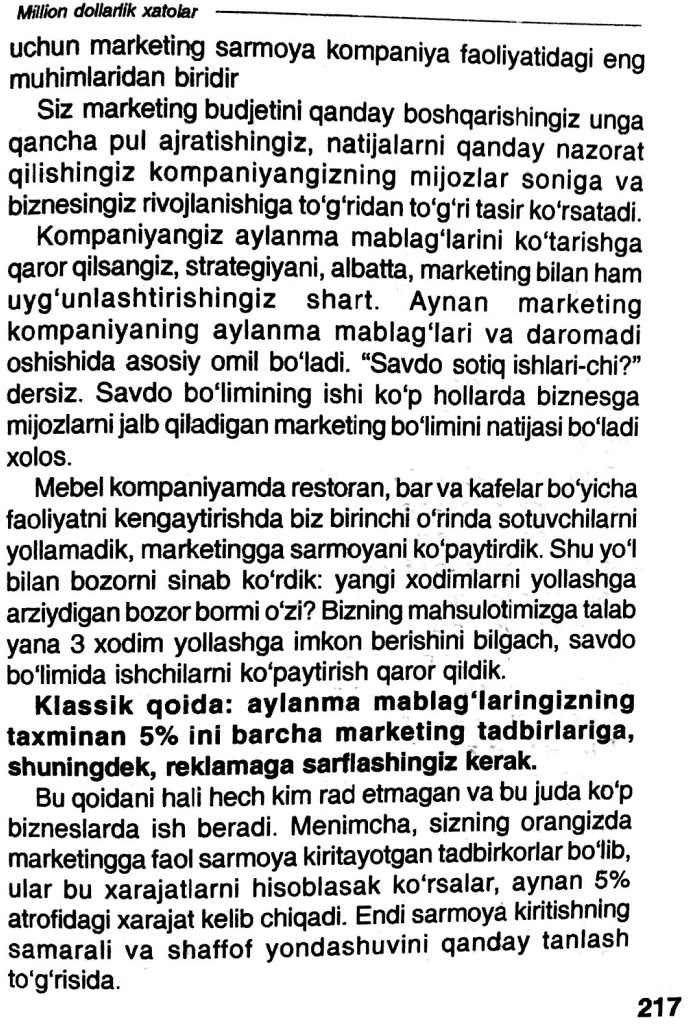 Million dollarlik xatolar
uchun marketing sarmoya kompaniya faoliyatidagi eng
muhimlaridan biridir
Siz marketing budjetini qanday boshqarishingiz unga
qancha pul ajratishingiz, natijalarni qanday nazorat
qilishingiz kompaniyangizning mijozlar soniga va
biznesingiz rivojlanishiga to‘g‘ridan to‘g‘ri tasir ko‘rsatadi.
Kompaniyangiz aylanma mablag‘larini ko‘tarishga
qaror qilsangiz, strategiyani, albatta, marketing bilan ham
uyg‘unlashtirishingiz shart. Aynan marketing
kompaniyaning aylanma mablag‘lari va daromadi
oshishida asosiy omil bo‘ladi. “Savdo sotiq ishlari-chi?”
dersiz. Savdo bo‘limining ishi ko‘p hollarda biznesga
mijozlarni jalb qiladigan marketing bo‘limini natijasi bo‘ladi
xolos.
Mebel kompaniyamda restoran, bar va kafelar bo‘yicha
faoliyatni kengaytirishda biz birinchi o‘rinda sotuvchilarni
yollamadik, marketingga sarmoyani ko‘paytirdik. Shu yo‘l
bilan bozorni sinab ko‘rdik: yangi xodimlarni yollashga
arziydigan bozor bormi o‘zi? Bizning mahsulotimizga talab
yana 3 xodim yollashga imkon berishini bilgach, savdo
bo‘limida ishchilarni ko‘paytirish qaror qildik.
Klassik qoida: aylanma mablag‘laringizning
taxminan 5% ini barcha marketing tadbirlariga,
shuningdek, reklamaga sarflashingiz kerak.
Bu qoidani hali hech kim rad etmagan va bu juda ko‘p
bizneslarda ish beradi. Menimcha, sizning orangizda
marketingga faol sarmoya kiritayotgan tadbirkorlar bo‘lib,
ular bu xarajatlarni hisoblasak ko‘rsalar, aynan 5%
atrofidagi xarajat kelib chiqadi. Endi sarmoya kiritishning
samarali va shaffof yondashuvini qanday tanlash
to‘g‘risida.
217